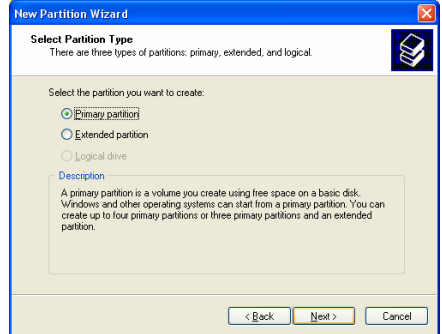 New Partition Wizard
Select Partition Type
There are three types of partitions: primary, extended, and logical.
Select the partition you want to create:
Primary partition
Extended partition
Logical drive
Description
A primary partition is a volume you create using free space on a basic disk.
Windows and other operating systems can start from a primary partition. You can
create up to four primary partitions or three primary partitions and an extended
partition.
< Back Next > Cancel